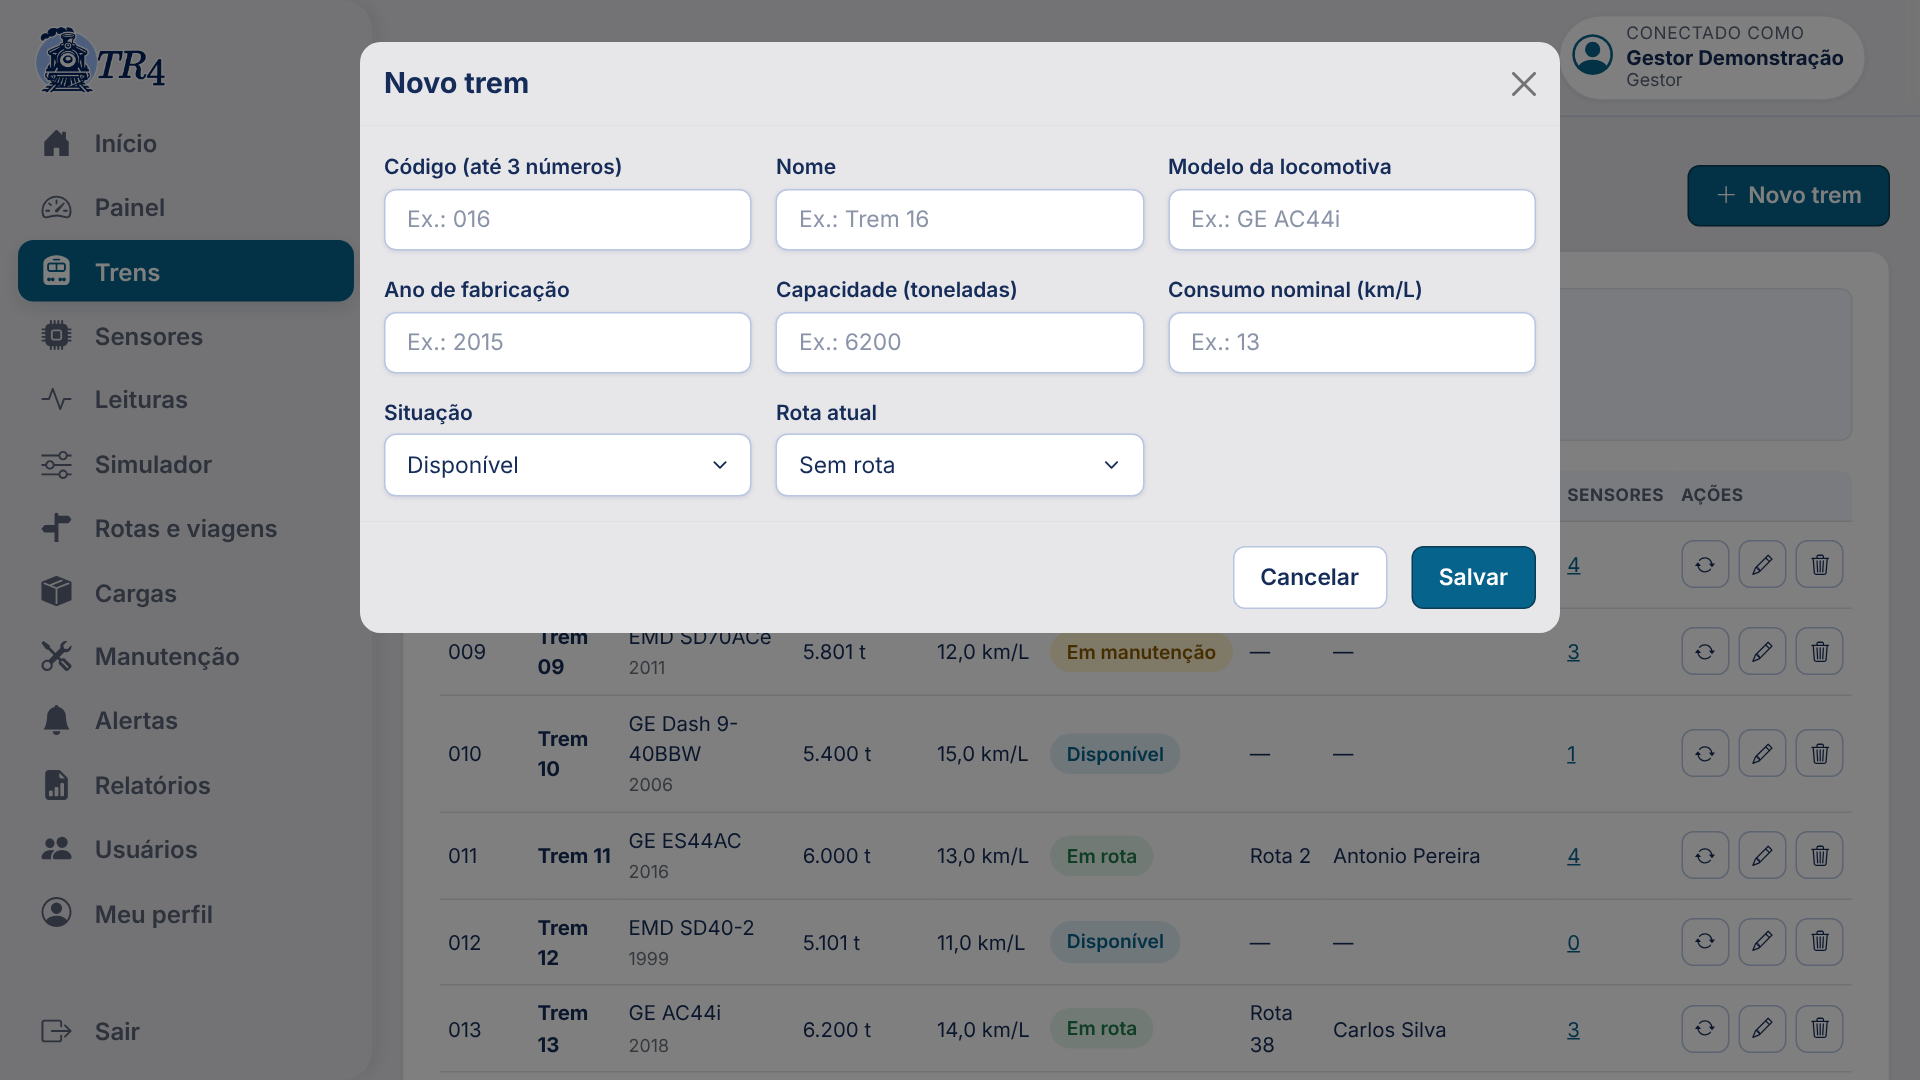 TR4
Início
Painel
Trens
Sensores
Leituras
Simulador
Rotas e viagens
Cargas
Manutenção
Alertas
Relatórios
Usuários
Meu perfil
Sair
CONECTADO COMO
Gestor Demonstração
Gestor
Novo trem
Novo trem
Código (até 3 números)
Nome
Modelo da locomotiva
Ex.: 016
Ex.: Trem 16
Ex.: GE AC44i
Ano de fabricação
Capacidade (toneladas)
Consumo nominal (km/L)
Ex.: 2015
Ex.: 6200
Ex.: 13
Situação
Rota atual
Disponível
Sem rota
Cancelar
Salvar
SENSORES AÇÕES
4
009 Trem 09 EMD SD70ACe 2011 5.801 t 12,0 km/L Em manutenção — — 3
010 Trem 10 GE Dash 9-40BBW 2006 5.400 t 15,0 km/L Disponível — — 1
011 Trem 11 GE ES44AC 2016 6.000 t 13,0 km/L Em rota Rota 2 Antonio Pereira 4
012 Trem 12 EMD SD40-2 1999 5.101 t 11,0 km/L Disponível — — 0
013 Trem 13 GE AC44i 2018 6.200 t 14,0 km/L Em rota Rota 38 Carlos Silva 3